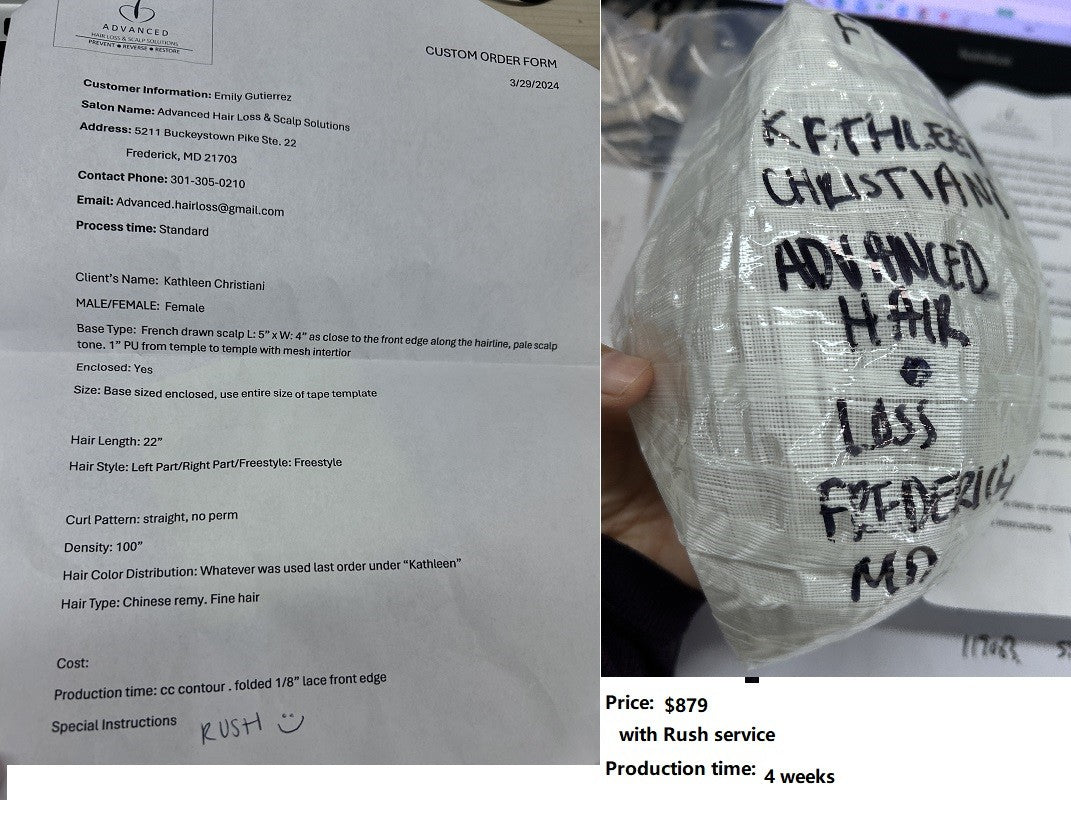 ADVANCED
HAIR LOSS & SCALP SOLUTIONS
PREVENT ● REVERSE ● RESTORE
CUSTOM ORDER FORM
3/29/2024
Customer Information: Emily Gutierrez
Salon Name: Advanced Hair Loss & Scalp Solutions
Address: 5211 Buckeystown Pike Ste. 22
Frederick, MD 21703
Contact Phone: 301-305-0210
Email: Advanced.hairloss@gmail.com
Process time: Standard
Client's Name: Kathleen Christiani
MALE/FEMALE: Female
Base Type: French drawn scalp L: 5" x W: 4" as close to the front edge along the hairline, pale scalp
tone. 1" PU from temple to temple with mesh intertior
Enclosed: Yes
Size: Base sized enclosed, use entire size of tape template
Hair Length: 22"
Hair Style: Left Part/Right Part/Freestyle: Freestyle
Curl Pattern: straight, no perm
Density: 100"
Hair Color Distribution: Whatever was used last order under "Kathleen"
Hair Type: Chinese remy. Fine hair
Cost:
Production time: cc contour . folded 1/8" lace front edge
Special Instructions RUSH
F
KATHLEEN
CHRISTIANI
ADVANCED
HAIR
LOSS
FREDERICK
MD
Price: $879
with Rush service
Production time: 4 weeks